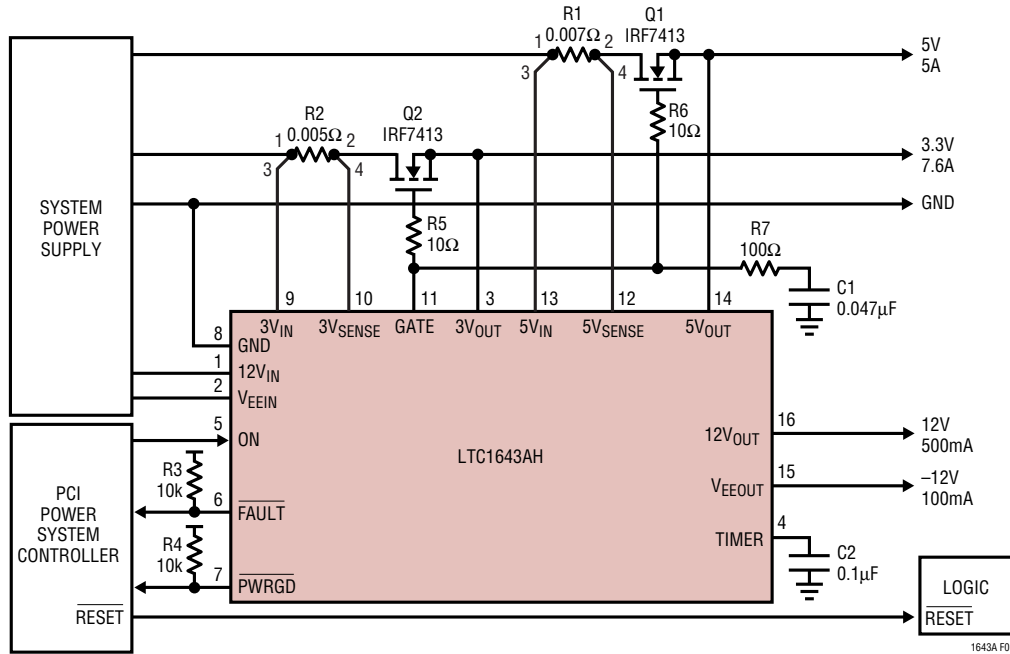 R1
0.007Ω
Q1
IRF7413
1
2
3
4
5V
5A
R6
10Ω
R2
0.005Ω
Q2
IRF7413
1
2
3
4
3.3V
7.6A
GND
SYSTEM
POWER
SUPPLY
R5
10Ω
R7
100Ω
C1
0.047µF
9
10
11
3
13
12
14
3VIN
3VSENSE
GATE
3VOUT
5VIN
5VSENSE
5VOUT
8
GND
1
12VIN
2
VEEIN
5
ON
LTC1643AH
12VOUT
16
12V
500mA
VEEOUT
15
–12V
100mA
R3
10k
6
FAULT
PCI
POWER
SYSTEM
CONTROLLER
R4
10k
7
PWRGD
TIMER
4
C2
0.1µF
RESET
LOGIC
RESET
1643A F0